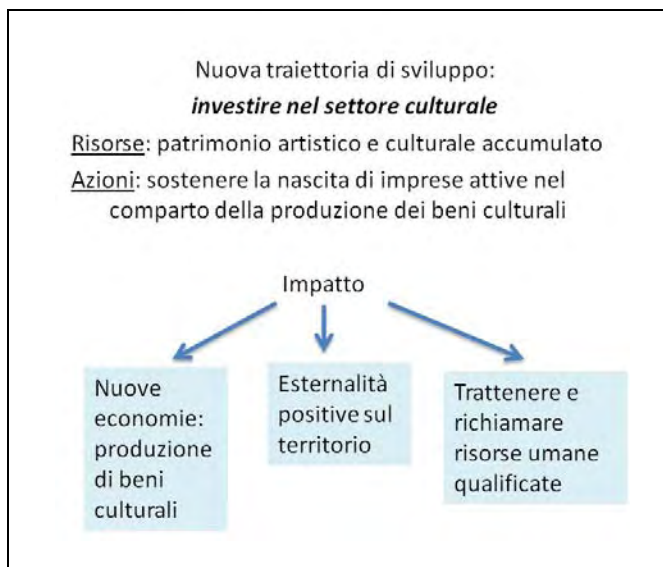 Nuova traiettoria di sviluppo:
investire nel settore culturale
Risorse: patrimonio artistico e culturale accumulato
Azioni: sostenere la nascita di imprese attive nel
comparto della produzione dei beni culturali
Impatto
Nuove
economie:
produzione
di beni
culturali
Esternalità
positive sul
territorio
Trattenere e
richiamare
risorse umane
qualificate